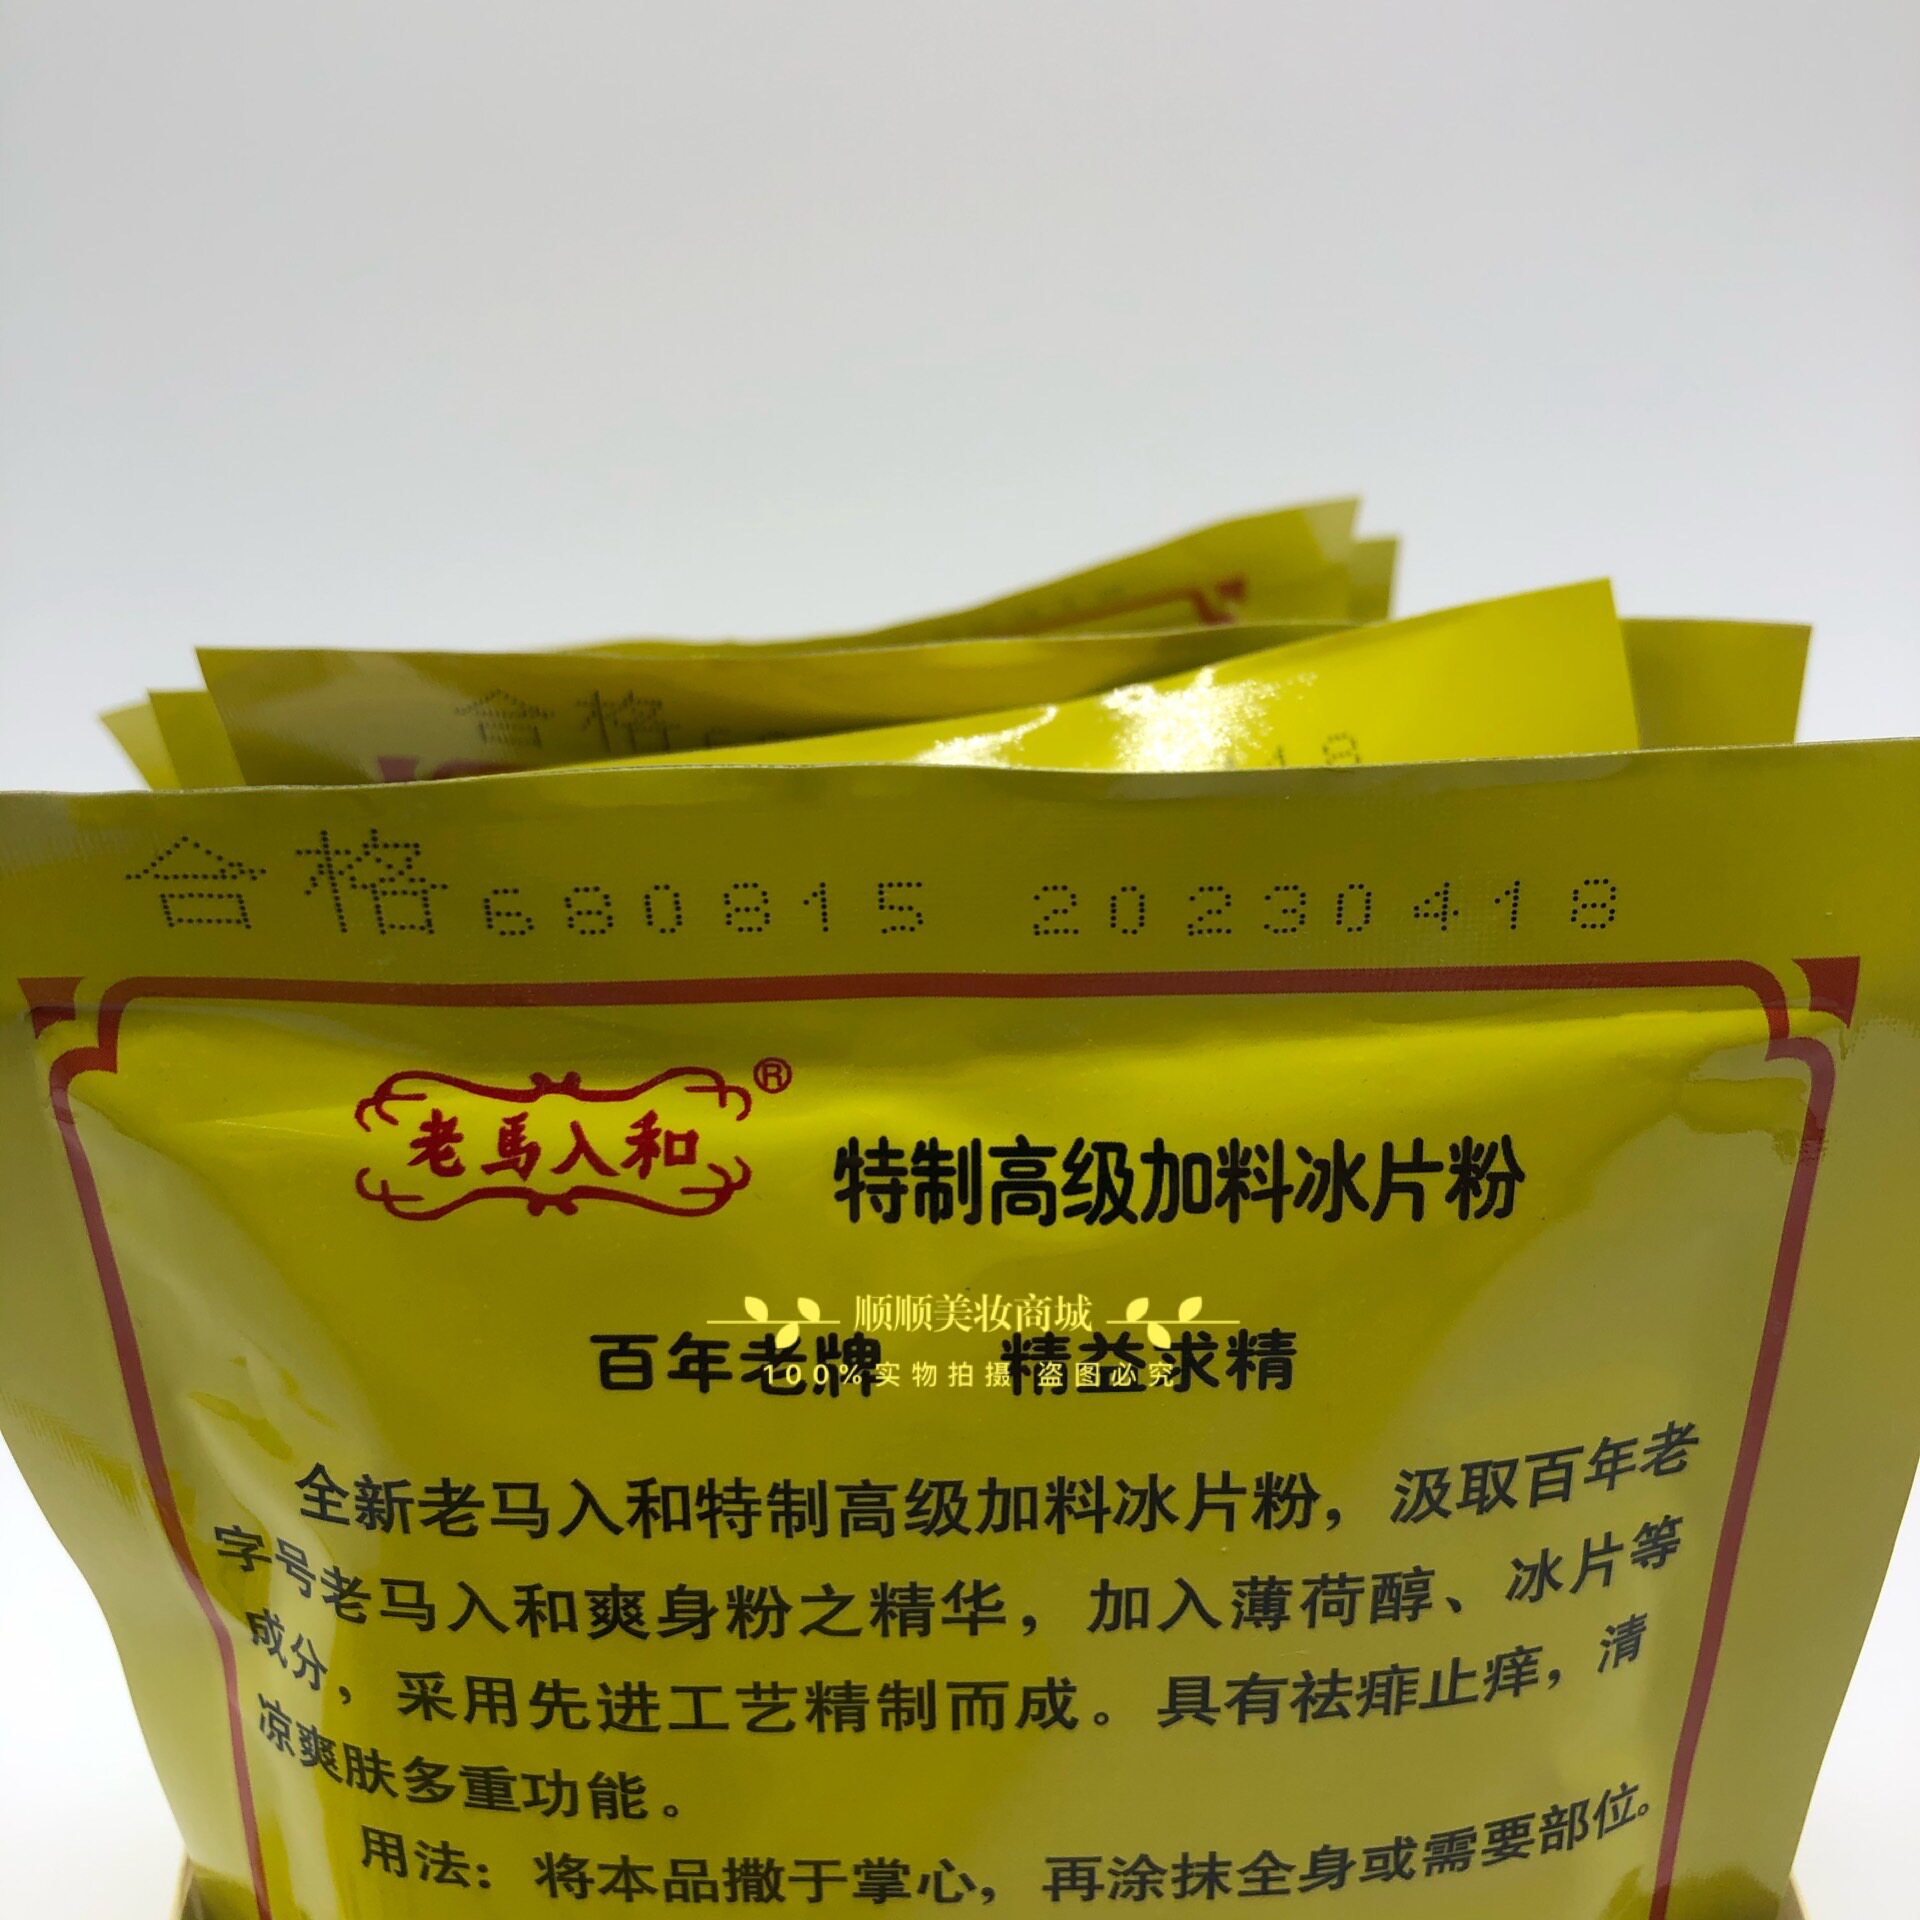 合格
18
合格680815 20230418
老馬入和®
特制高级加料冰片粉
顺顺美妆商城
百年老牌 精益求精
100%实物拍摄 盗图必究
全新老马入和特制高级加料冰片粉，汲取百年老
字号老马入和爽身粉之精华，加入薄荷醇、冰片等
成分，采用先进工艺精制而成。具有祛痱止痒，清
凉爽肤多重功能。
用法：将本品撒于掌心，再涂抹全身或需要部位。